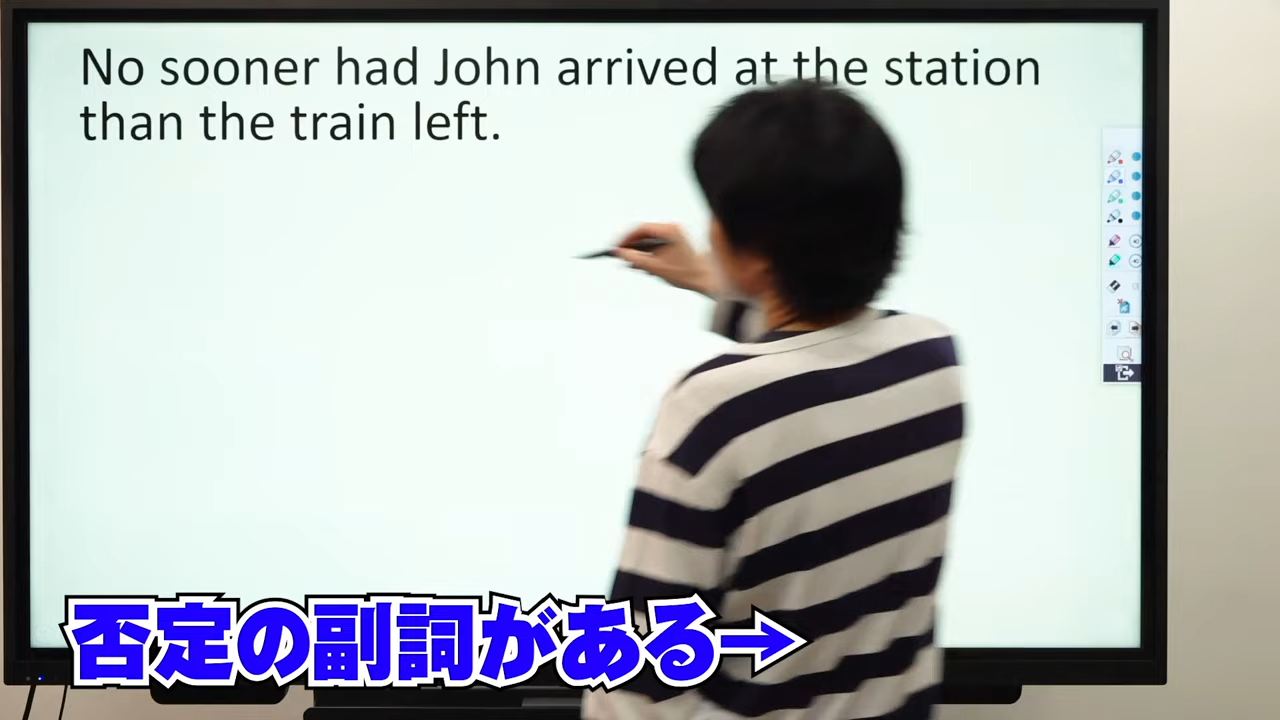 No sooner had John arrived at the station
than the train left.
否定の副詞がある→